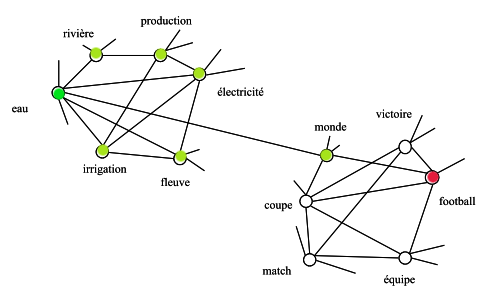 production
rivière
électricité
eau
victoire
monde
irrigation
fleuve
football
coupe
match
équipe